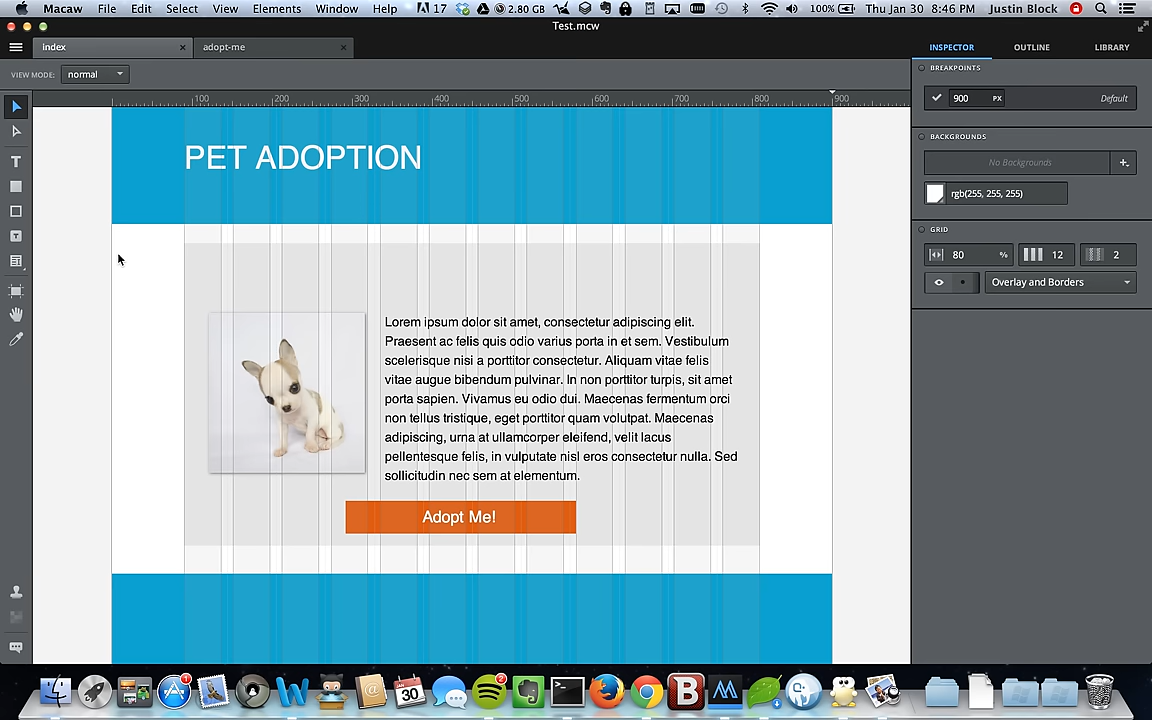 Macaw File Edit Select View Elements Window Help 17 2.80 GB 100% Thu Jan 30 8:46 PM Justin Block
Test.mcw
index adopt-me
INSPECTOR OUTLINE LIBRARY
VIEW MODE: normal
BREAKPOINTS
900 PX Default
BACKGROUNDS
No Backgrounds
rgb(255, 255, 255)
GRID
80 % 12 2
Overlay and Borders
100 200 300 400 500 600 700 800 900
PET ADOPTION
Lorem ipsum dolor sit amet, consectetur adipiscing elit.
Praesent ac felis quis odio varius porta in et sem. Vestibulum
scelerisque nisi a porttitor consectetur. Aliquam vitae felis
vitae augue bibendum pulvinar. In non porttitor turpis, sit amet
porta sapien. Vivamus eu odio dui. Maecenas fermentum orci
non tellus tristique, eget porttitor quam volutpat. Maecenas
adipiscing, urna at ullamcorper eleifend, velit lacus
pellentesque felis, in vulputate nisl eros consectetur nulla. Sed
sollicitudin nec sem at elementum.
Adopt Me!
T
T
1
JAN
30
2
B